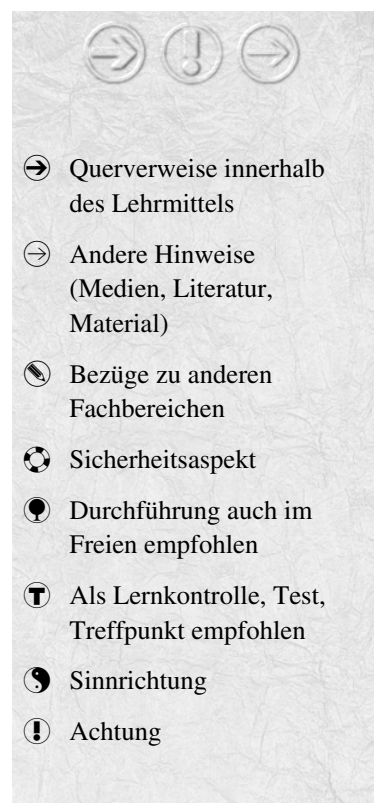 Querverweise innerhalb
des Lehrmittels
Andere Hinweise
(Medien, Literatur,
Material)
Bezüge zu anderen
Fachbereichen
Sicherheitsaspekt
Durchführung auch im
Freien empfohlen
T Als Lernkontrolle, Test,
Treffpunkt empfohlen
Sinnrichtung
! Achtung